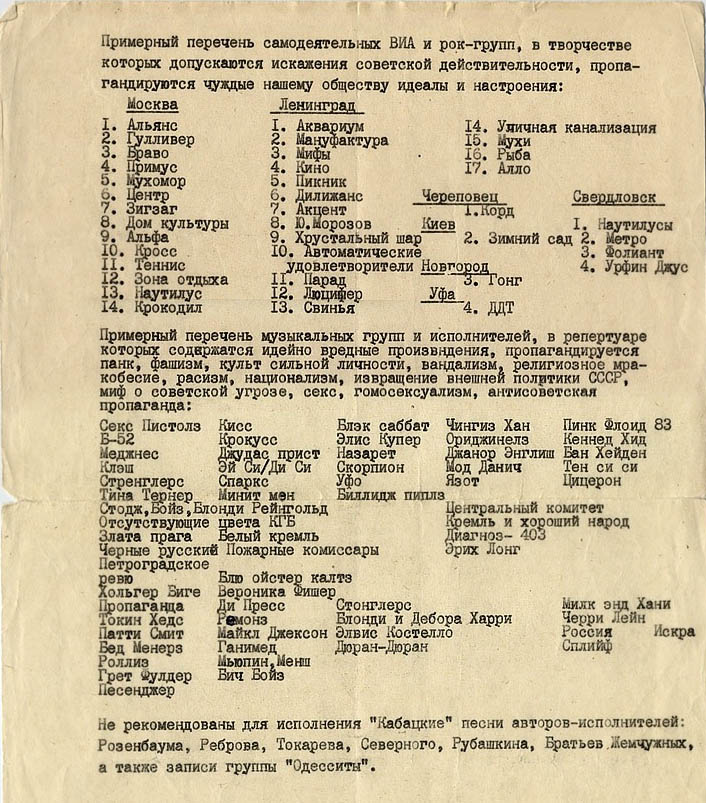 Примерный перечень самодеятельных ВИА и рок-групп, в творчестве
которых допускаются искажения советской действительности, пропа-
гандируются чуждые нашему обществу идеалы и настроения:
Москва Ленинград
1. Альянс 1. Аквариум 14. Уличная канализация
2. Гулливер 2. Мануфактура 15. Мухи
3. Браво 3. Мифы 16. Рыба
4. Примус 4. Кино 17. Алло
5. Мухомор 5. Пикник
6. Центр 6. Дилижанс Череповец Свердловск
7. Зигзаг 7. Акцент 1.Корд
8. Дом культуры 8. Ю.Морозов Киев 1. Наутилусы
9. Альфа 9. Хрустальный шар 2. Зимний сад 2. Метро
10. Кросс 10. Автоматические 3. Фолиант
11. Теннис удовлетворители Новгород 4. Урфин Джус
12. Зона отдыха 11. Парад 3. Гонг
13. Наутилус 12. Люцифер Уфа
14. Крокодил 13. Свинья 4. ДДТ
Примерный перечень музыкальных групп и исполнителей, в репертуаре
которых содержатся идейно вредные произвндения, пропагандируется
панк, фашизм, культ сильной личности, вандализм, религиозное мра-
кобесие, расизм, национализм, извращение внешней политики СССР,
миф о советской угрозе, секс, гомосексуализм, антисоветская
пропаганда:
Секс Пистолз Кисс Блэк саббат Чингиз Хан Пинк Флоид 83
Б-52 Крокусс Элис Купер Ориджинелз Кеннед Хид
Меджнес Джудас прист Назарет Джанор Энглиш Ван Хейден
Клэш Эй Си/Ди Си Скорпион Мод Данич Тен си си
Стренглерс Спаркс Уфо Язот Цицерон
Тина Тернер Минит мен Виллидж пиплз
Стодж,Бойз,Блонди Рейнгольд Центральный комитет
Отсутствующие цвета КГБ Кремль и хороший народ
Злата прага Белый кремль Диагноз- 403
Черные русский Пожарные комиссары Эрих Лонг
Петроградское
ревю Блю ойстер калтз
Хольгер Биге Вероника Фишер
Пропаганда Ди Пресс Стонглерс Милк энд Хани
Токин Хедс Ремонз Блонди и Дебора Харри Черри Лейн
Патти Смит Майкл Джексон Элвис Костелло Россия Искра
Бед Менерз Ганимед Дюран-Дюран Сплийф
Роллиз Мьюпин,Менш
Грет Фулдер Бич Бойз
Песенджер
Не рекомендованы для исполнения "Кабацкие" песни авторов-исполнителей:
Розенбаума, Реброва, Токарева, Северного, Рубашкина, Братьев Жемчужных,
а также записи группы "Одесситы".